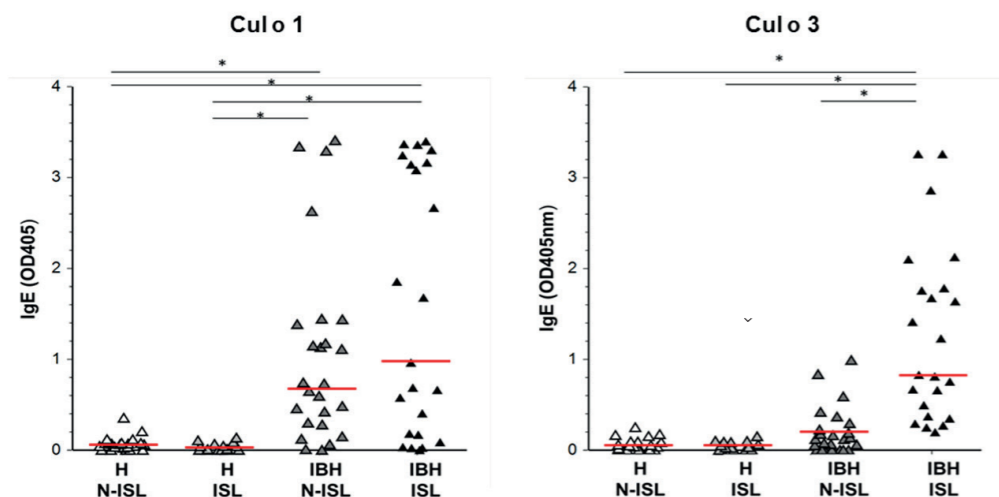 Cul o 1
*
*
*
*
4
3
2
1
0
IgE (OD405)
H
N-ISL
H
ISL
IBH
N-ISL
IBH
ISL
Cul o 3
*
*
*
4
3
2
1
0
IgE (OD405nm)
H
N-ISL
H
ISL
IBH
N-ISL
IBH
ISL